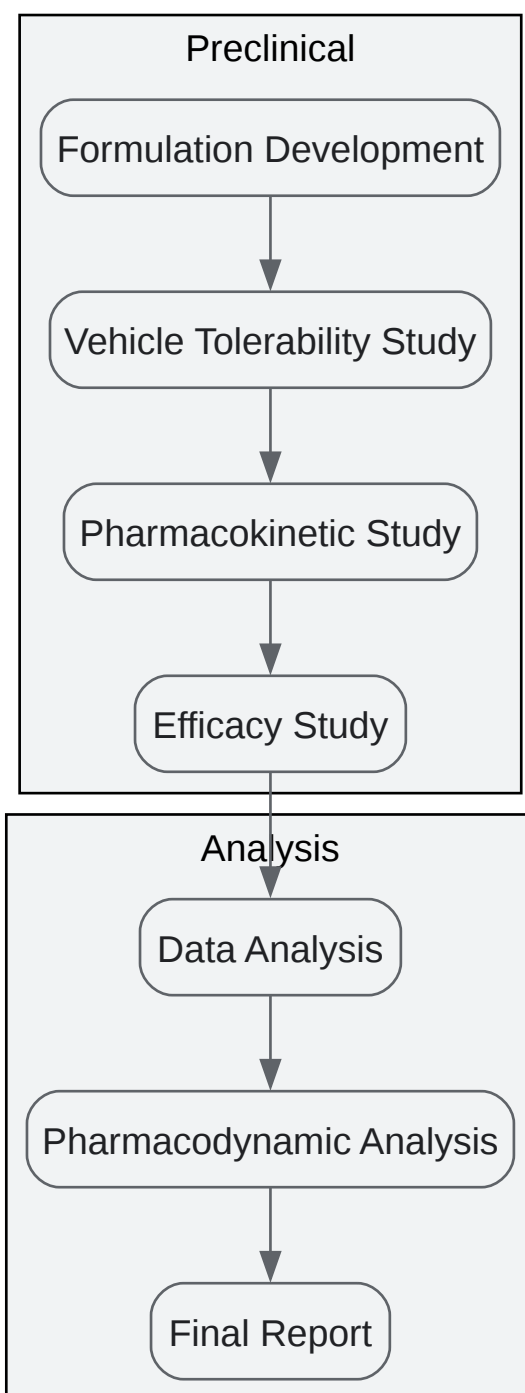 Preclinical
Formulation Development
Vehicle Tolerability Study
Pharmacokinetic Study
Efficacy Study
Analysis
Data Analysis
Pharmacodynamic Analysis
Final Report